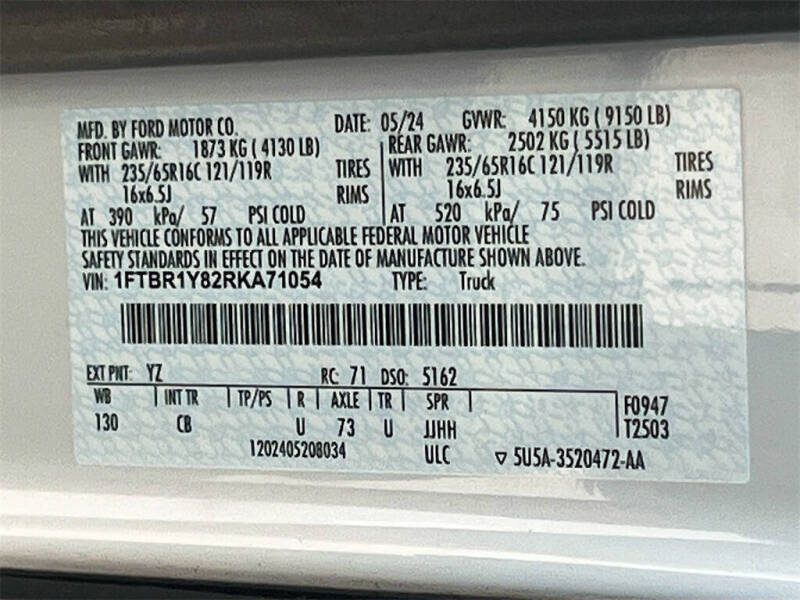 MFD. BY FORD MOTOR CO. DATE: 05/24 GVWR: 4150 KG ( 9150 LB)
FRONT GAWR: 1873 KG ( 4130 LB) REAR GAWR: 2502 KG ( 5515 LB)
WITH 235/65R16C 121/119R TIRES WITH 235/65R16C 121/119R TIRES
16x6.5J RIMS 16x6.5J RIMS
AT 390 kPa/ 57 PSI COLD AT 520 kPa/ 75 PSI COLD
THIS VEHICLE CONFORMS TO ALL APPLICABLE FEDERAL MOTOR VEHICLE
SAFETY STANDARDS IN EFFECT ON THE DATE OF MANUFACTURE SHOWN ABOVE.
VIN: 1FTBR1Y82RKA71054 TYPE: Truck
EXT PNT: YZ RC: 71 DSO: 5162
WB INT TR TP/PS R AXLE TR SPR F0947
130 CB U 73 U JJHH T2503
1202405208034 ULC ▽ 5U5A-3520472-AA